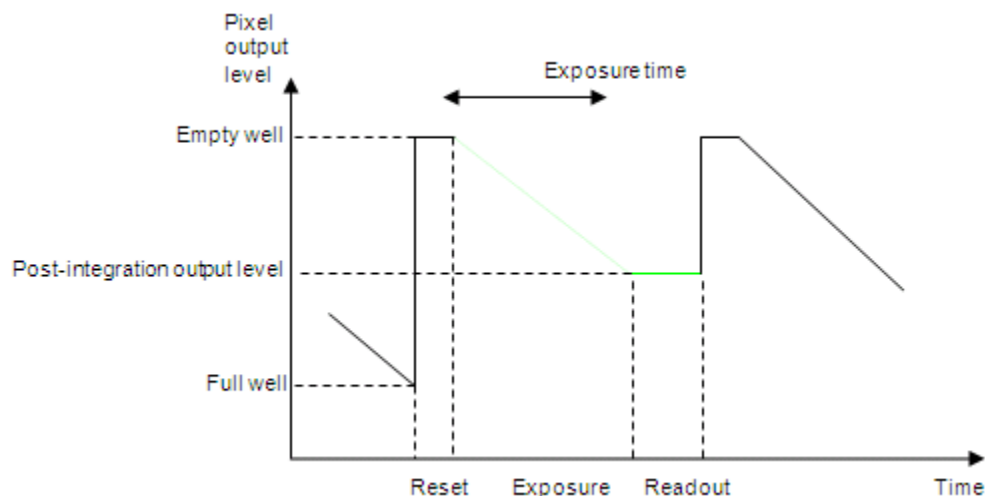 Pixel
output
level
Exposure time
Empty well
Post-integration output level
Full well
Reset Exposure Readout Time